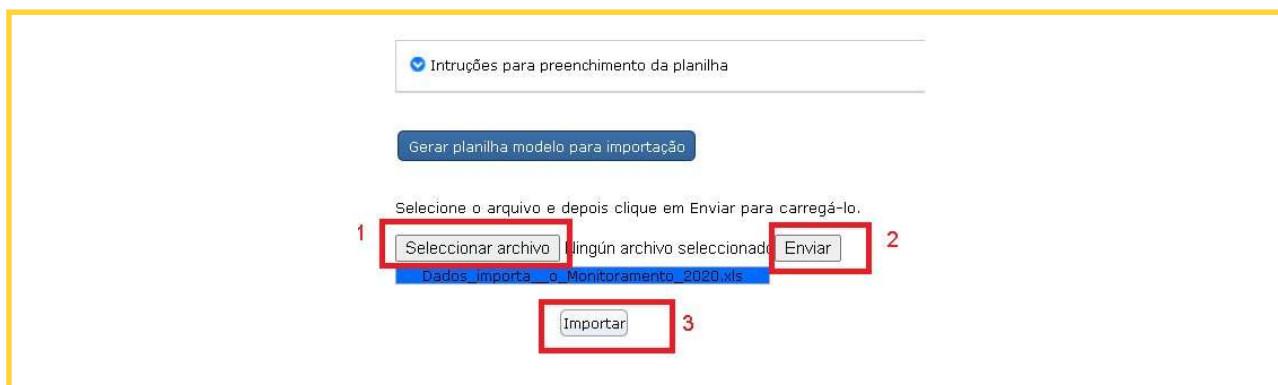 Intruções para preenchimento da planilha
Gerar planilha modelo para importação
Selecione o arquivo e depois clique em Enviar para carregá-lo.
1 Seleccionar archivo Ningún archivo seleccionado Enviar 2
Dados_importa__o_Monitoramento_2020.xls
Importar 3